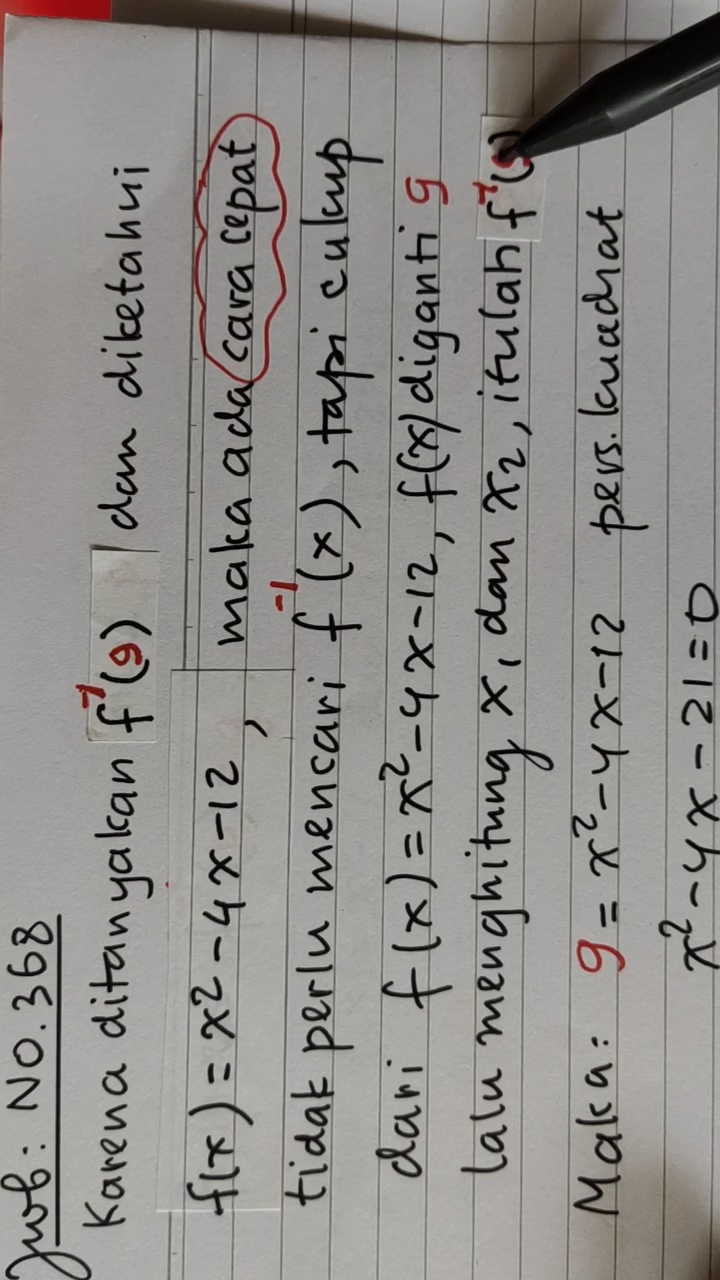 Jwb: NO.368
Karena ditanyakan f⁻¹(9) dan diketahui
f(x) = x² - 4x - 12, maka ada cara cepat
tidak perlu mencari f⁻¹(x), tapi cukup
dari f(x) = x² - 4x - 12, f(x) diganti 9
lalu menghitung x₁ dan x₂, itulah f⁻¹(9)
Maka: 9 = x² - 4x - 12 pers. kuadrat
x² - 4x - 21 = 0